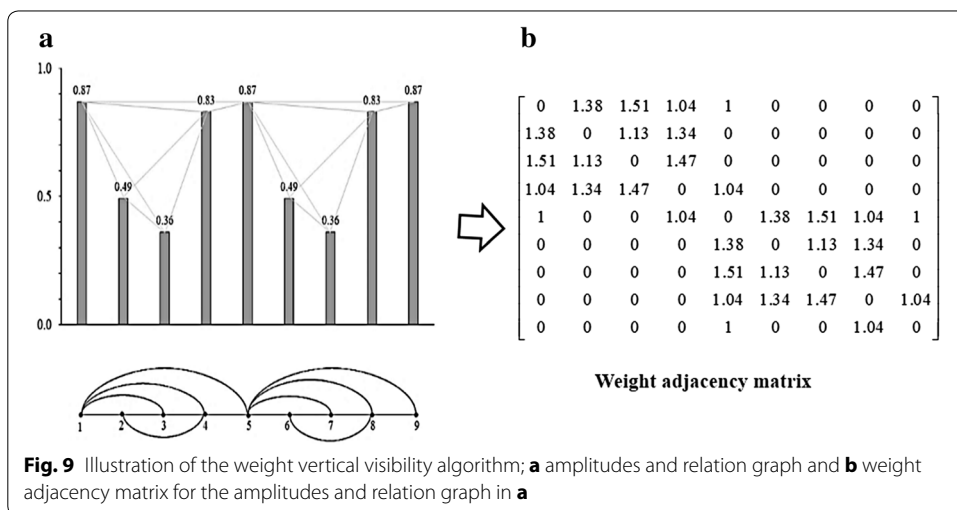 a
b
1.0
0.87 0.83 0.87 0.83 0.87
0.49 0.49
0.5
0.36 0.36
0.0
1 2 3 4 5 6 7 8 9
0 1.38 1.51 1.04 1 0 0 0 0
1.38 0 1.13 1.34 0 0 0 0 0
1.51 1.13 0 1.47 0 0 0 0 0
1.04 1.34 1.47 0 1.04 0 0 0 0
1 0 0 1.04 0 1.38 1.51 1.04 1
0 0 0 0 1.38 0 1.13 1.34 0
0 0 0 0 1.51 1.13 0 1.47 0
0 0 0 0 1.04 1.34 1.47 0 1.04
0 0 0 0 1 0 0 1.04 0
Weight adjacency matrix
Fig. 9 Illustration of the weight vertical visibility algorithm; a amplitudes and relation graph and b weight
adjacency matrix for the amplitudes and relation graph in a